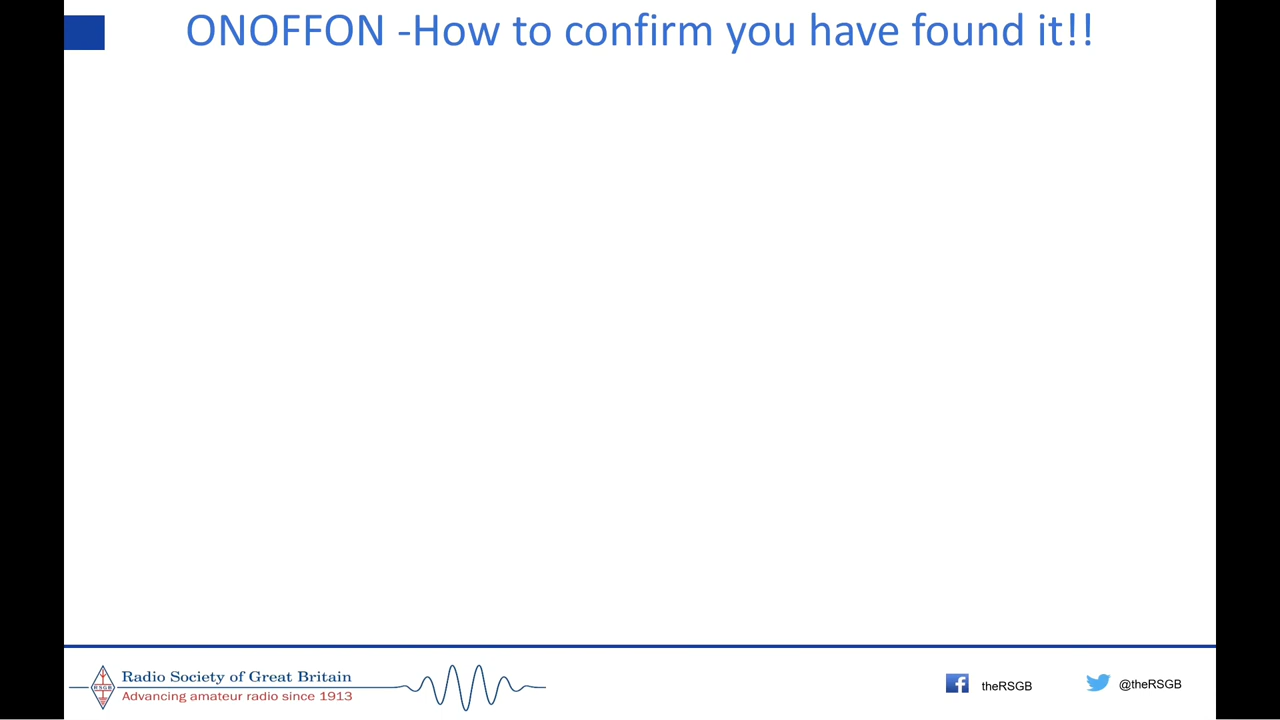 ONOFFON -How to confirm you have found it!!
RSGB
Radio Society of Great Britain
Advancing amateur radio since 1913
theRSGB
@theRSGB